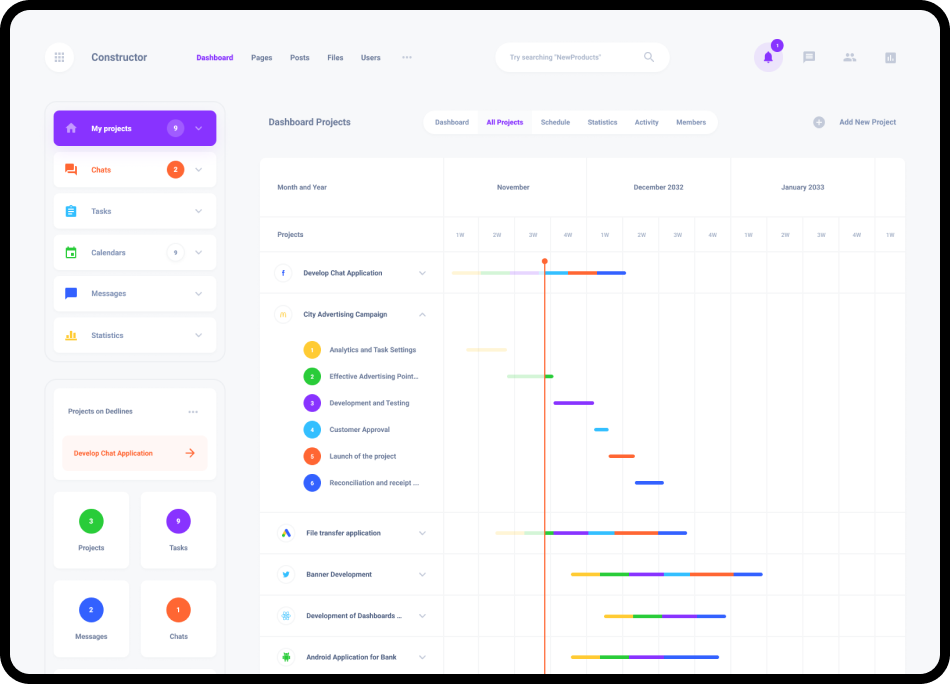 Constructor
Dashboard Pages Posts Files Users
Try searching "NewProducts"
1
My projects 9
Chats 2
Tasks
Calendars 9
Messages
Statistics
Projects on Dedlines
Develop Chat Application
3
Projects
9
Tasks
2
Messages
1
Chats
Dashboard Projects
Dashboard All Projects Schedule Statistics Activity Members
Add New Project
Month and Year November December 2032 January 2033
Projects 1W 2W 3W 4W 1W 2W 3W 4W 1W 2W 3W 4W 1W
Develop Chat Application
City Advertising Campaign
1 Analytics and Task Settings
2 Effective Advertising Point...
3 Development and Testing
4 Customer Approval
5 Launch of the project
6 Reconciliation and receipt ...
File transfer application
Banner Development
Development of Dashboards ...
Android Application for Bank